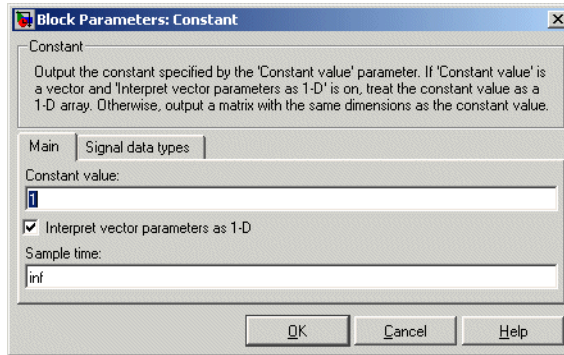 Block Parameters: Constant
Constant
Output the constant specified by the 'Constant value' parameter. If 'Constant value' is
a vector and 'Interpret vector parameters as 1-D' is on, treat the constant value as a
1-D array. Otherwise, output a matrix with the same dimensions as the constant value.
Main Signal data types
Constant value:
1
Interpret vector parameters as 1-D
Sample time:
inf
OK Cancel Help